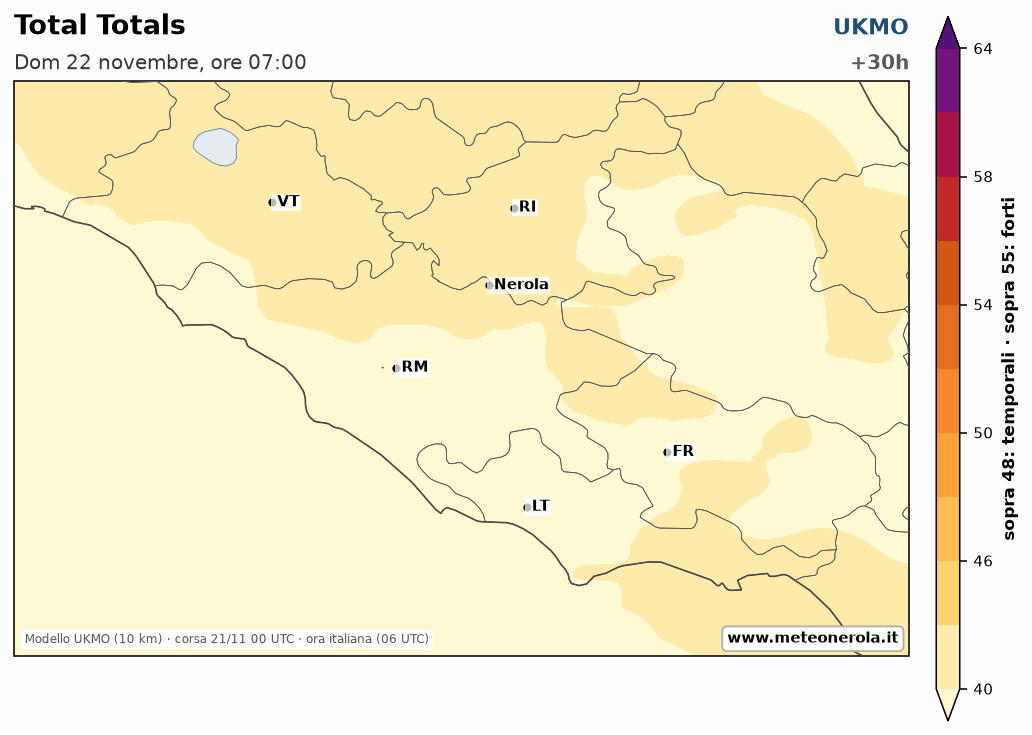 Total Totals
UKMO
Dom 22 novembre, ore 07:00
+30h
VT
RI
Nerola
RM
FR
LT
Modello UKMO (10 km) · corsa 21/11 00 UTC · ora italiana (06 UTC)
www.meteonerola.it
64
58
54
50
46
40
sopra 48: temporali · sopra 55: forti